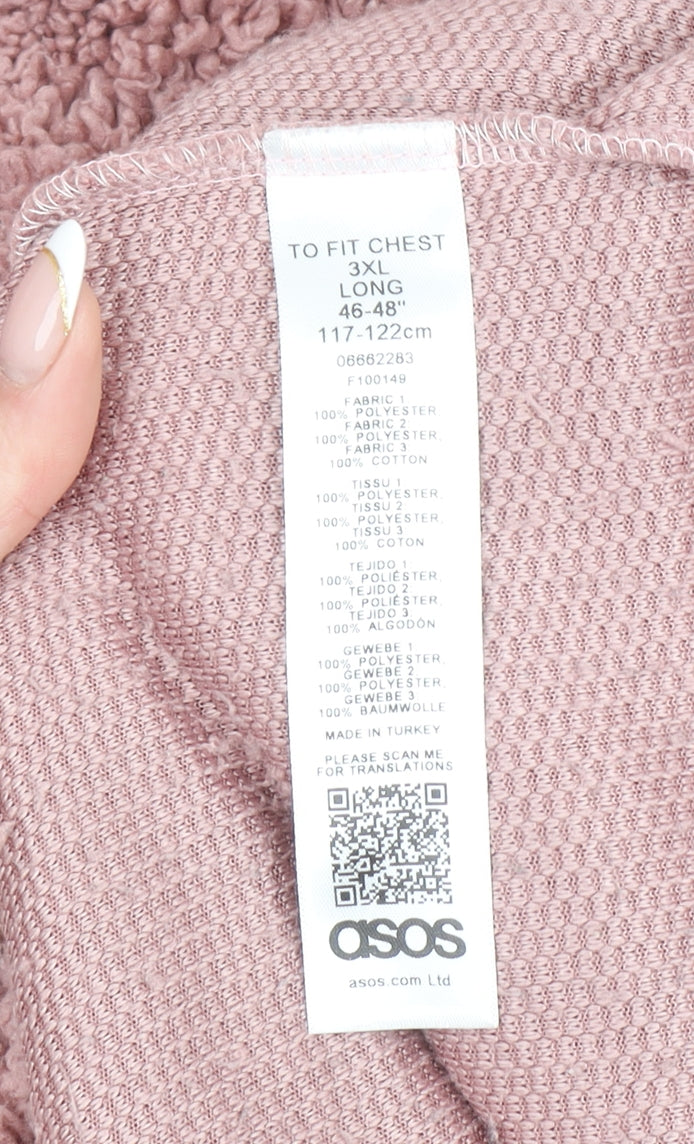 TO FIT CHEST
3XL
LONG
46-48"
117-122cm
06662283
F100149
FABRIC 1
100% POLYESTER
FABRIC 2:
100% POLYESTER,
FABRIC 3
100% COTTON
TISSU 1
100% POLYESTER,
TISSU 2
100% POLYESTER,
TISSU 3
100% COTON
TEJIDO 1:
100% POLIÉSTER,
TEJIDO 2
100% POLIÉSTER,
TEJIDO 3:
100% ALGODÓN
GEWEBE 1
100% POLYESTER,
GEWEBE 2
100% POLYESTER,
GEWEBE 3
100% BAUMWOLLE
MADE IN TURKEY
PLEASE SCAN ME
FOR TRANSLATIONS
asos
asos.com Ltd